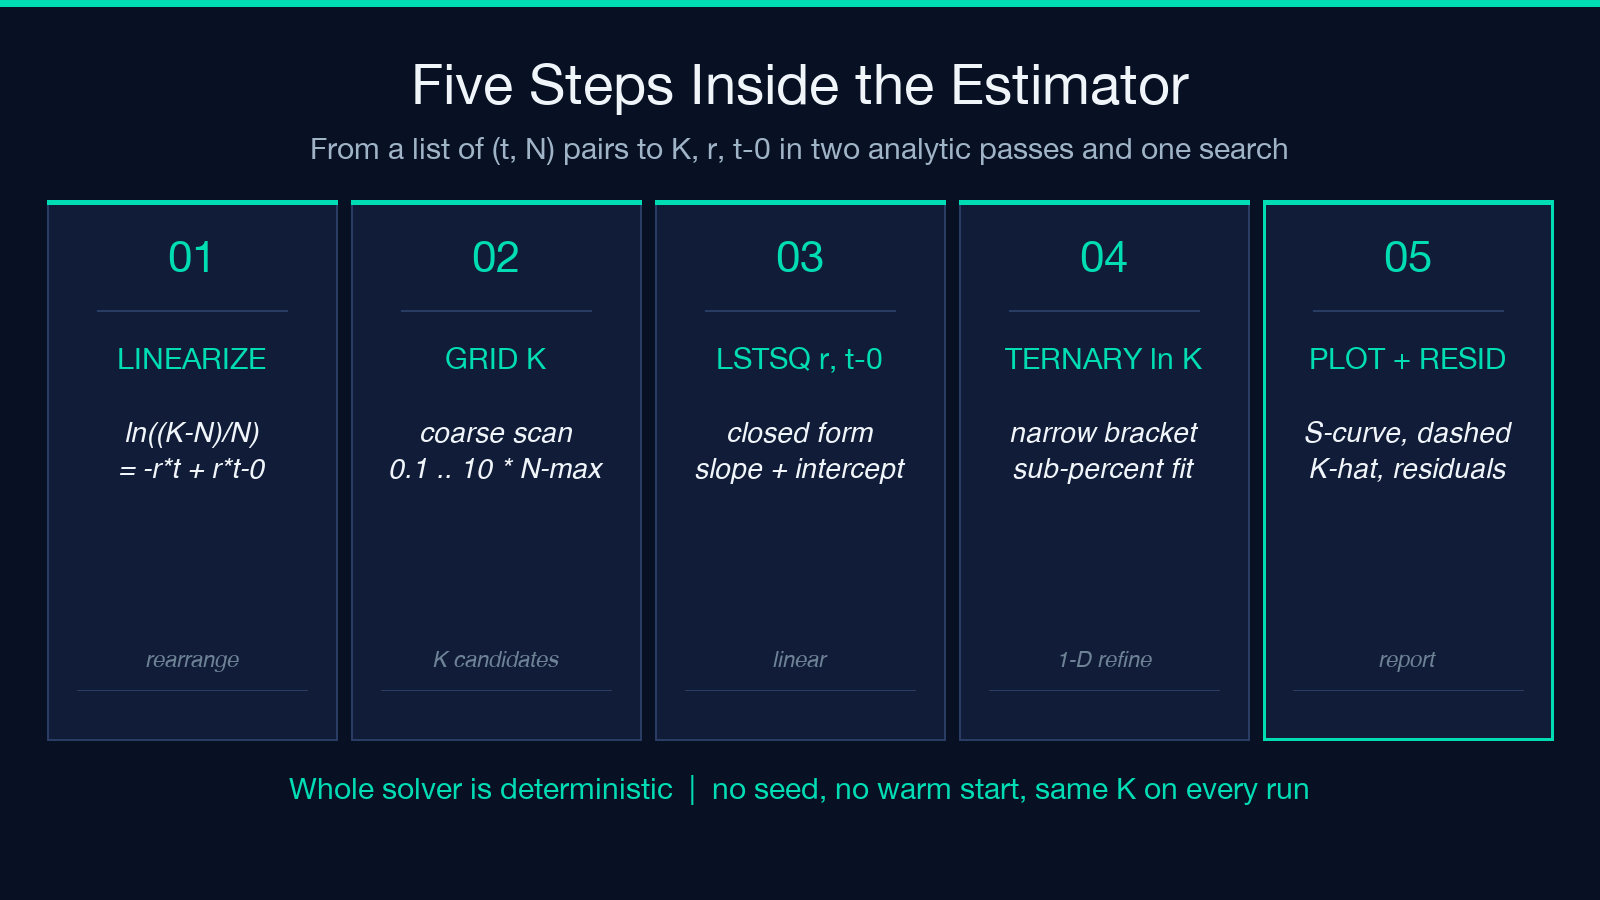 Five Steps Inside the Estimator
From a list of (t, N) pairs to K, r, t-0 in two analytic passes and one search
01
LINEARIZE
ln((K-N)/N)
= -r*t + r*t-0
rearrange
02
GRID K
coarse scan
0.1 .. 10 * N-max
K candidates
03
LSTSQ r, t-0
closed form
slope + intercept
linear
04
TERNARY ln K
narrow bracket
sub-percent fit
1-D refine
05
PLOT + RESID
S-curve, dashed
K-hat, residuals
report
Whole solver is deterministic | no seed, no warm start, same K on every run